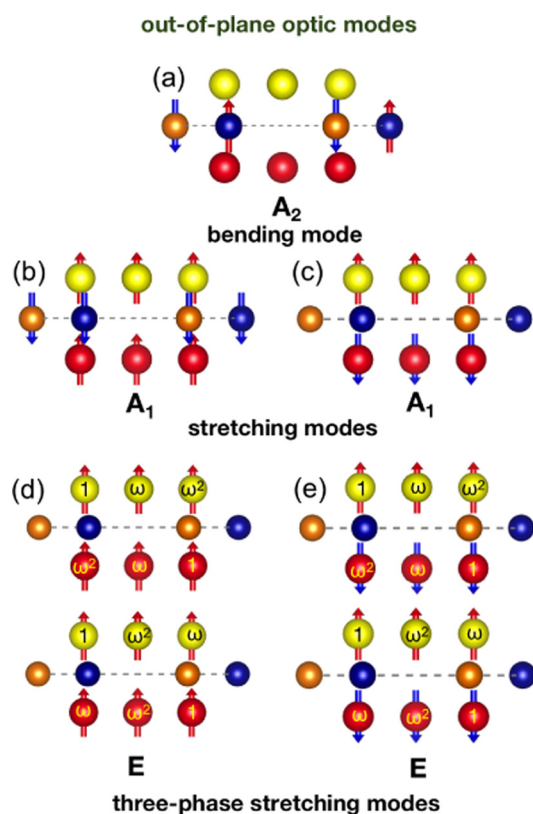 out-of-plane optic modes
(a)
A₂
bending mode
(b)
(c)
A₁
A₁
stretching modes
(d)
1 ω ω²
ω² ω 1
1 ω² ω
ω ω² 1
E
(e)
1 ω ω²
ω² ω 1
1 ω² ω
ω ω² 1
E
three-phase stretching modes